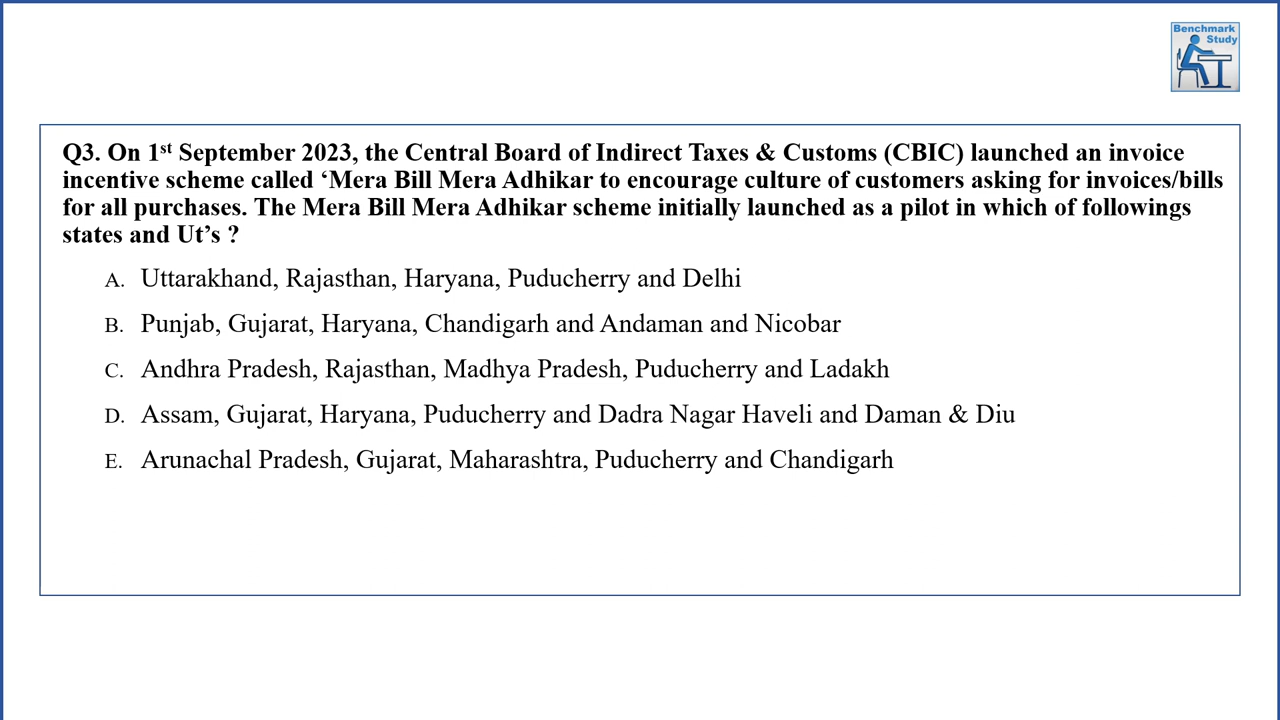 Benchmark
Study
Q3. On 1st September 2023, the Central Board of Indirect Taxes & Customs (CBIC) launched an invoice
incentive scheme called ‘Mera Bill Mera Adhikar to encourage culture of customers asking for invoices/bills
for all purchases. The Mera Bill Mera Adhikar scheme initially launched as a pilot in which of followings
states and Ut’s ?
A. Uttarakhand, Rajasthan, Haryana, Puducherry and Delhi
B. Punjab, Gujarat, Haryana, Chandigarh and Andaman and Nicobar
C. Andhra Pradesh, Rajasthan, Madhya Pradesh, Puducherry and Ladakh
D. Assam, Gujarat, Haryana, Puducherry and Dadra Nagar Haveli and Daman & Diu
E. Arunachal Pradesh, Gujarat, Maharashtra, Puducherry and Chandigarh